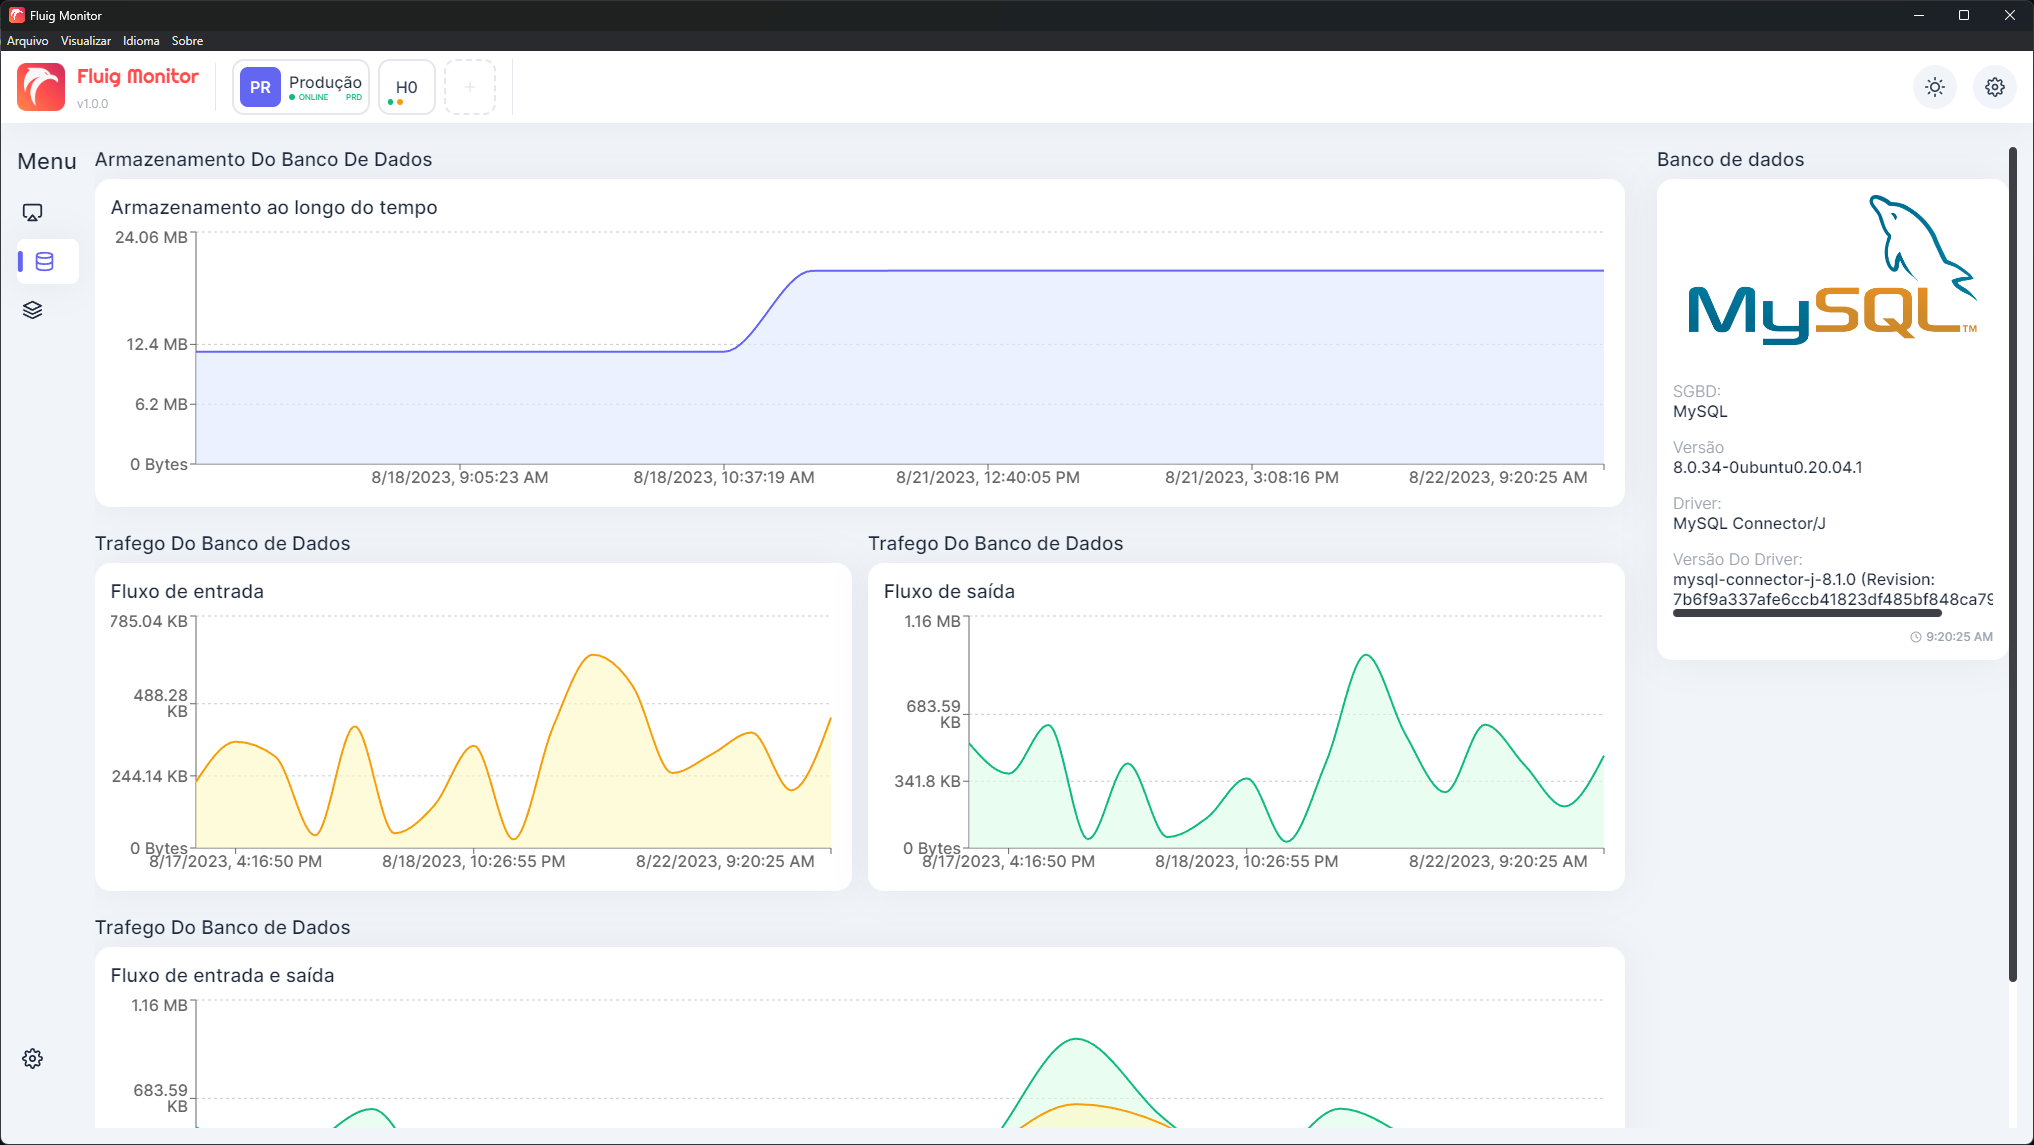 Fluig Monitor
Arquivo Visualizar Idioma Sobre
Fluig Monitor
v1.0.0
PR
Produção
ONLINE PRD
H0
+
Menu
Armazenamento Do Banco De Dados
Armazenamento ao longo do tempo
24.06 MB
12.4 MB
6.2 MB
0 Bytes
8/18/2023, 9:05:23 AM
8/18/2023, 10:37:19 AM
8/21/2023, 12:40:05 PM
8/21/2023, 3:08:16 PM
8/22/2023, 9:20:25 AM
Trafego Do Banco de Dados
Fluxo de entrada
785.04 KB
488.28
KB
244.14 KB
0 Bytes
8/17/2023, 4:16:50 PM
8/18/2023, 10:26:55 PM
8/22/2023, 9:20:25 AM
Trafego Do Banco de Dados
Fluxo de saída
1.16 MB
683.59
KB
341.8 KB
0 Bytes
8/17/2023, 4:16:50 PM
8/18/2023, 10:26:55 PM
8/22/2023, 9:20:25 AM
Trafego Do Banco de Dados
Fluxo de entrada e saída
1.16 MB
683.59
KB
Banco de dados
MySQL™
SGBD:
MySQL
Versão
8.0.34-0ubuntu0.20.04.1
Driver:
MySQL Connector/J
Versão Do Driver:
mysql-connector-j-8.1.0 (Revision:
7b6f9a337afe6ccb41823df485bf848ca79
9:20:25 AM